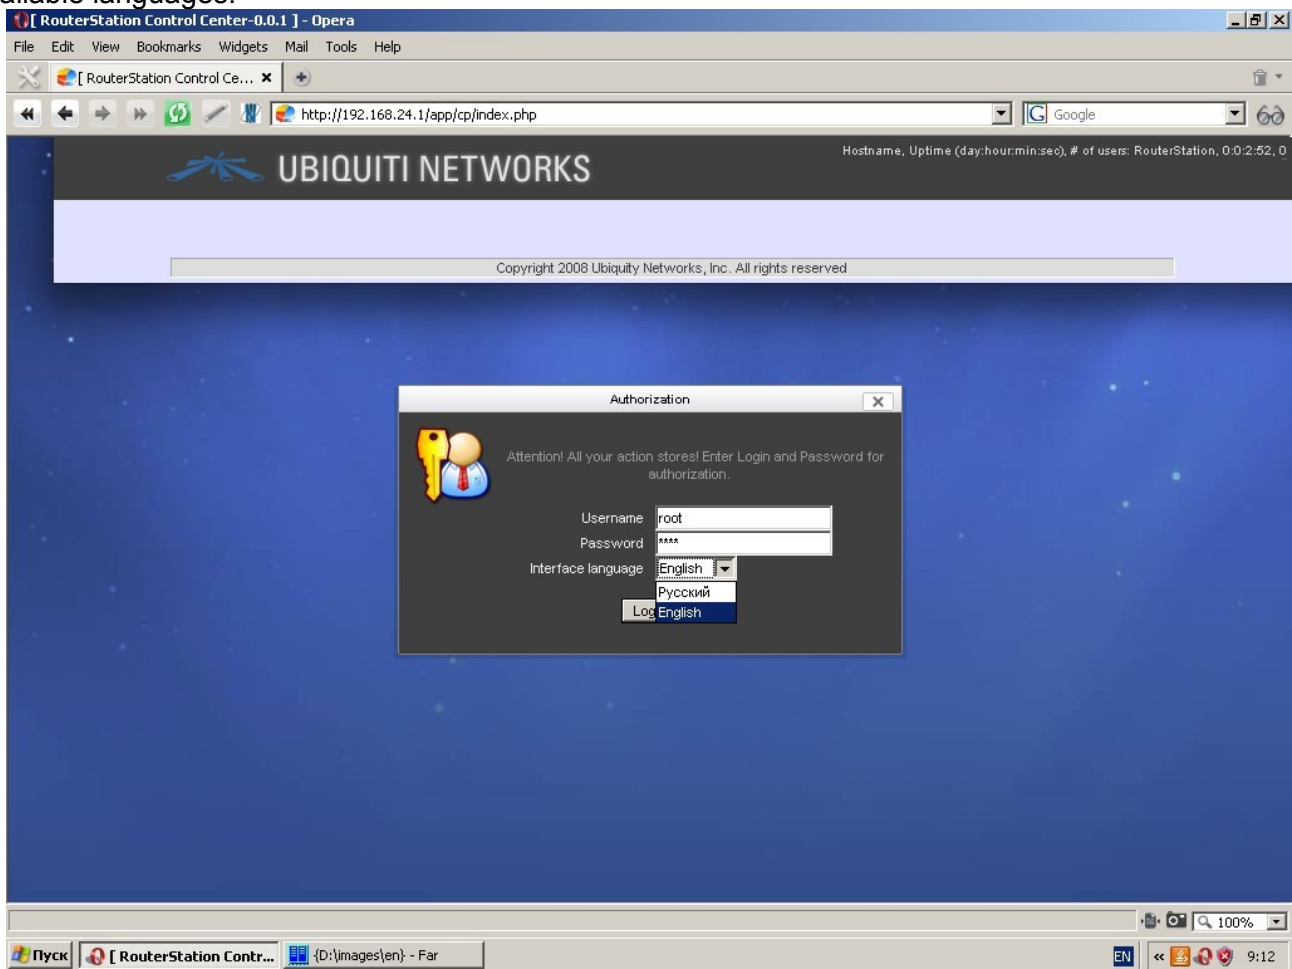 ailable languages.
[ RouterStation Control Center-0.0.1 ] - Opera
File Edit View Bookmarks Widgets Mail Tools Help
[ RouterStation Control Ce...
http://192.168.24.1/app/cp/index.php
Google
UBIQUITI NETWORKS
Hostname, Uptime (day:hour:min:sec), # of users: RouterStation, 0:0:2:52, 0
Copyright 2008 Ubiquity Networks, Inc. All rights reserved
Authorization
Attention! All your action stores! Enter Login and Password for
authorization.
Username root
Password ****
Interface language English
Русский
Log English
100%
Пуск [ RouterStation Contr... {D:\images\en} - Far EN 9:12